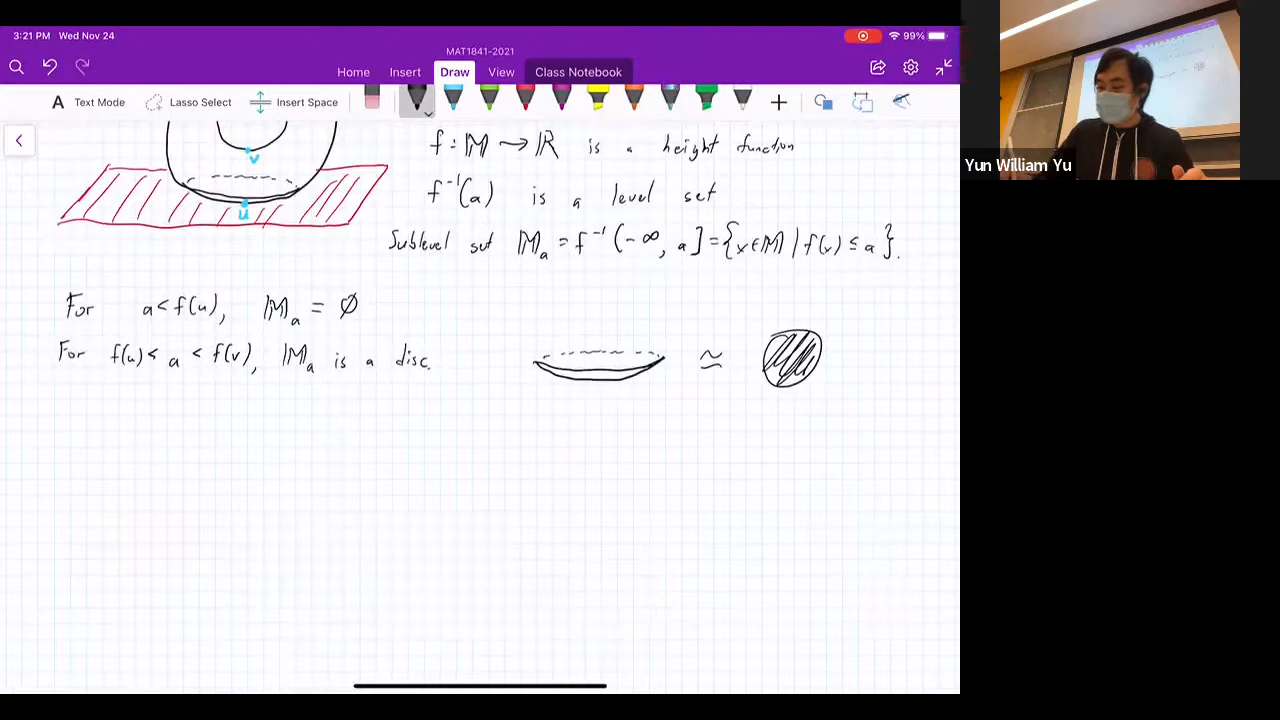 3:21 PM Wed Nov 24
99%
MAT1841-2021
Home Insert Draw View Class Notebook
A Text Mode Lasso Select Insert Space
Yun William Yu
v
u
f : 𝕄 → ℝ is a height function
f⁻¹(a) is a level set
Sublevel set 𝕄ₐ = f⁻¹(-∞, a] = {x∈𝕄 | f(x) ≤ a}.
For a < f(u), 𝕄ₐ = ∅
For f(u) < a < f(v), 𝕄ₐ is a disc.
≈